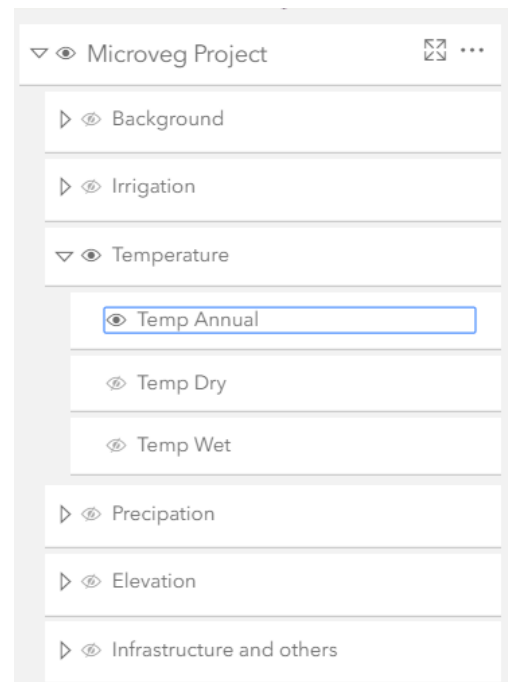 Microveg Project
Background
Irrigation
Temperature
Temp Annual
Temp Dry
Temp Wet
Precipation
Elevation
Infrastructure and others